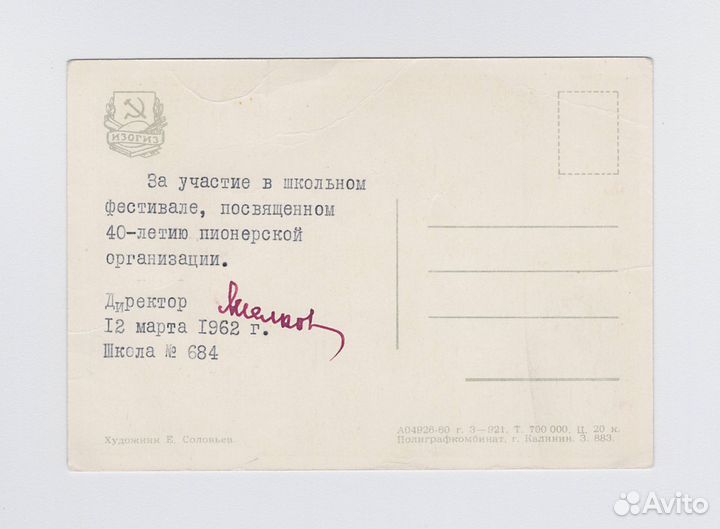 ИЗОГИЗ
За участие в школьном
фестивале, посвященном
40-летию пионерской
организации.
Директор
12 марта 1962 г.
Школа № 684
Художник Е. Соловьев.
А04926-60 г. 3—921. Т. 700 000. Ц. 20 к.
Полиграфкомбинат, г. Калинин. З. 883.
Avito